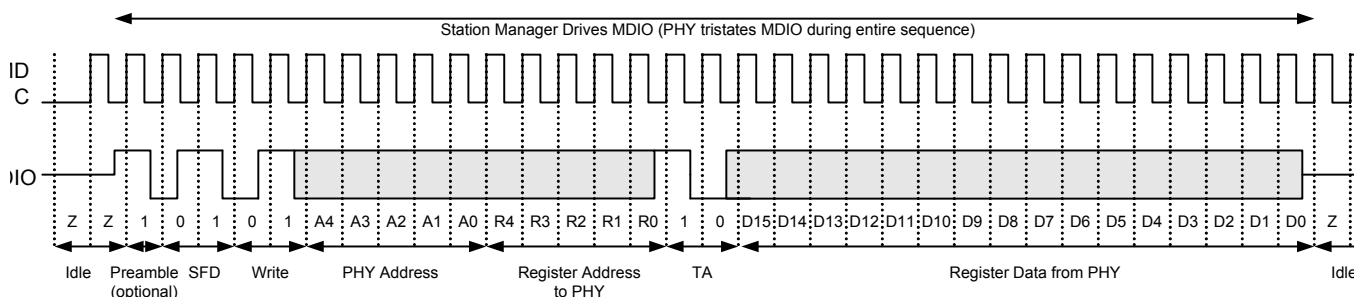 Station Manager Drives MDIO (PHY tristates MDIO during entire sequence)
Z Z 1 0 1 0 1 A4 A3 A2 A1 A0 R4 R3 R2 R1 R0 1 0 D15 D14 D13 D12 D11 D10 D9 D8 D7 D6 D5 D4 D3 D2 D1 D0 Z
Idle Preamble SFD Write PHY Address Register Address TA Register Data from PHY Idle
(optional) to PHY